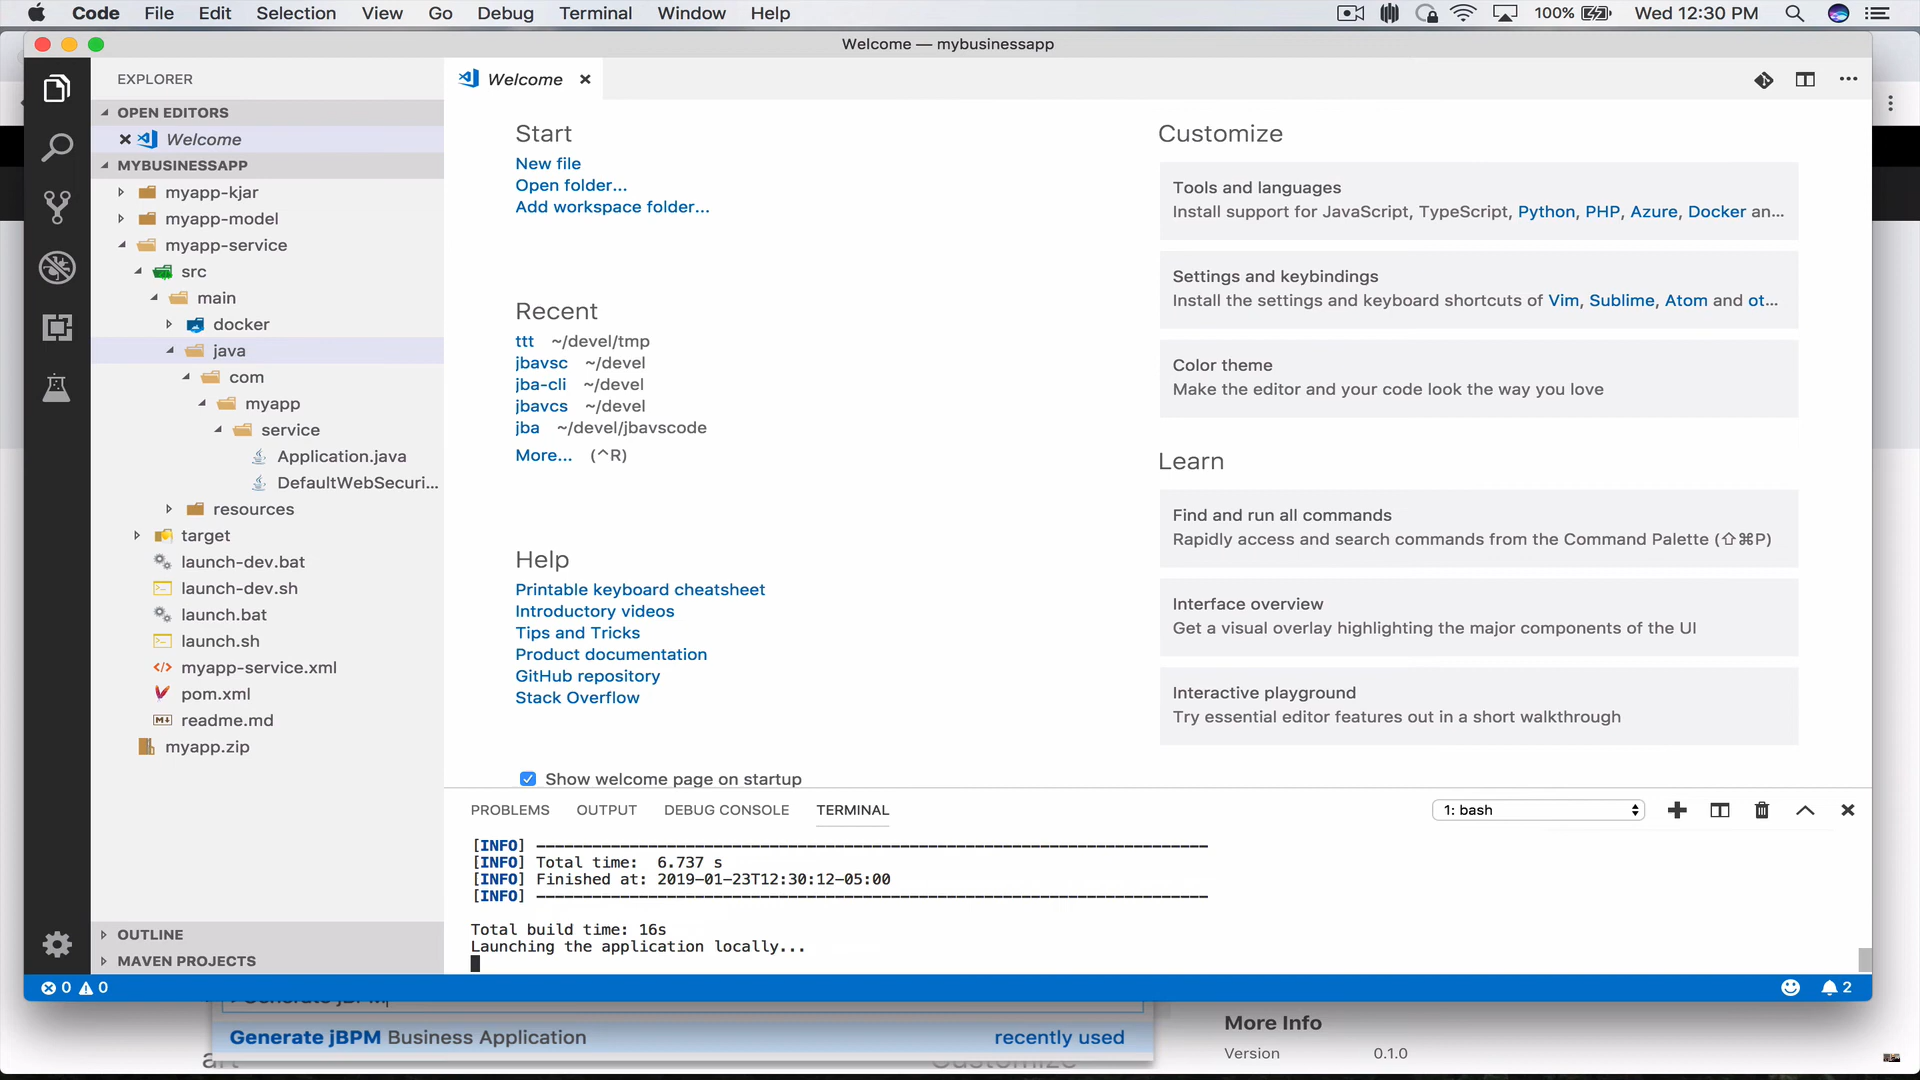 Code File Edit Selection View Go Debug Terminal Window Help 100% Wed 12:30 PM
Welcome — mybusinessapp
EXPLORER
OPEN EDITORS
Welcome
MYBUSINESSAPP
myapp-kjar
myapp-model
myapp-service
src
main
docker
java
com
myapp
service
Application.java
DefaultWebSecuri...
resources
target
launch-dev.bat
launch-dev.sh
launch.bat
launch.sh
myapp-service.xml
pom.xml
readme.md
myapp.zip
OUTLINE
MAVEN PROJECTS
Welcome
Start
New file
Open folder...
Add workspace folder...
Recent
ttt ~/devel/tmp
jbavsc ~/devel
jba-cli ~/devel
jbavcs ~/devel
jba ~/devel/jbavscode
More... (^R)
Help
Printable keyboard cheatsheet
Introductory videos
Tips and Tricks
Product documentation
GitHub repository
Stack Overflow
Show welcome page on startup
Customize
Tools and languages
Install support for JavaScript, TypeScript, Python, PHP, Azure, Docker an...
Settings and keybindings
Install the settings and keyboard shortcuts of Vim, Sublime, Atom and ot...
Color theme
Make the editor and your code look the way you love
Learn
Find and run all commands
Rapidly access and search commands from the Command Palette (⇧⌘P)
Interface overview
Get a visual overlay highlighting the major components of the UI
Interactive playground
Try essential editor features out in a short walkthrough
PROBLEMS OUTPUT DEBUG CONSOLE TERMINAL 1: bash
[INFO] ------------------------------------------------------------------------
[INFO] Total time: 6.737 s
[INFO] Finished at: 2019-01-23T12:30:12-05:00
[INFO] ------------------------------------------------------------------------
Total build time: 16s
Launching the application locally...
0 0 2
Generate jBPM
Generate jBPM Business Application recently used
Customize
More Info
Version 0.1.0